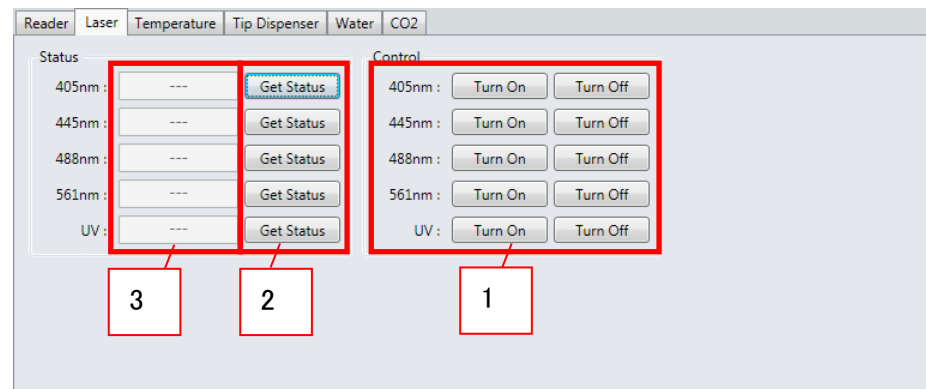 Reader Laser Temperature Tip Dispenser Water CO2
Status Control
405nm : --- Get Status 405nm : Turn On Turn Off
445nm : --- Get Status 445nm : Turn On Turn Off
488nm : --- Get Status 488nm : Turn On Turn Off
561nm : --- Get Status 561nm : Turn On Turn Off
UV : --- Get Status UV : Turn On Turn Off
3 2 1